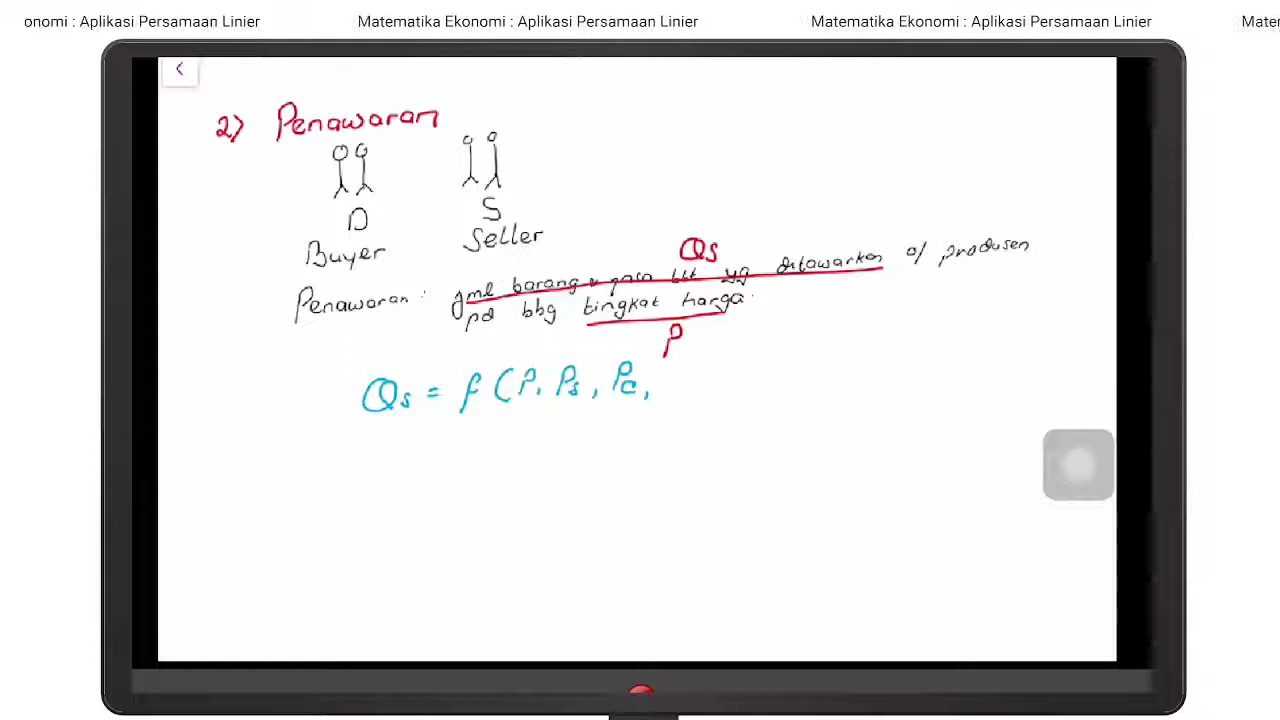 onomi : Aplikasi Persamaan Linier Matematika Ekonomi : Aplikasi Persamaan Linier Matematika Ekonomi : Aplikasi Persamaan Linier Matem
2) Penawaran
D S
Buyer Seller
Qs
Penawaran : jml barang yg ditawarkan o/ produsen
pd bbg tingkat harga.
P
Qs = f (P, Ps, Pc,